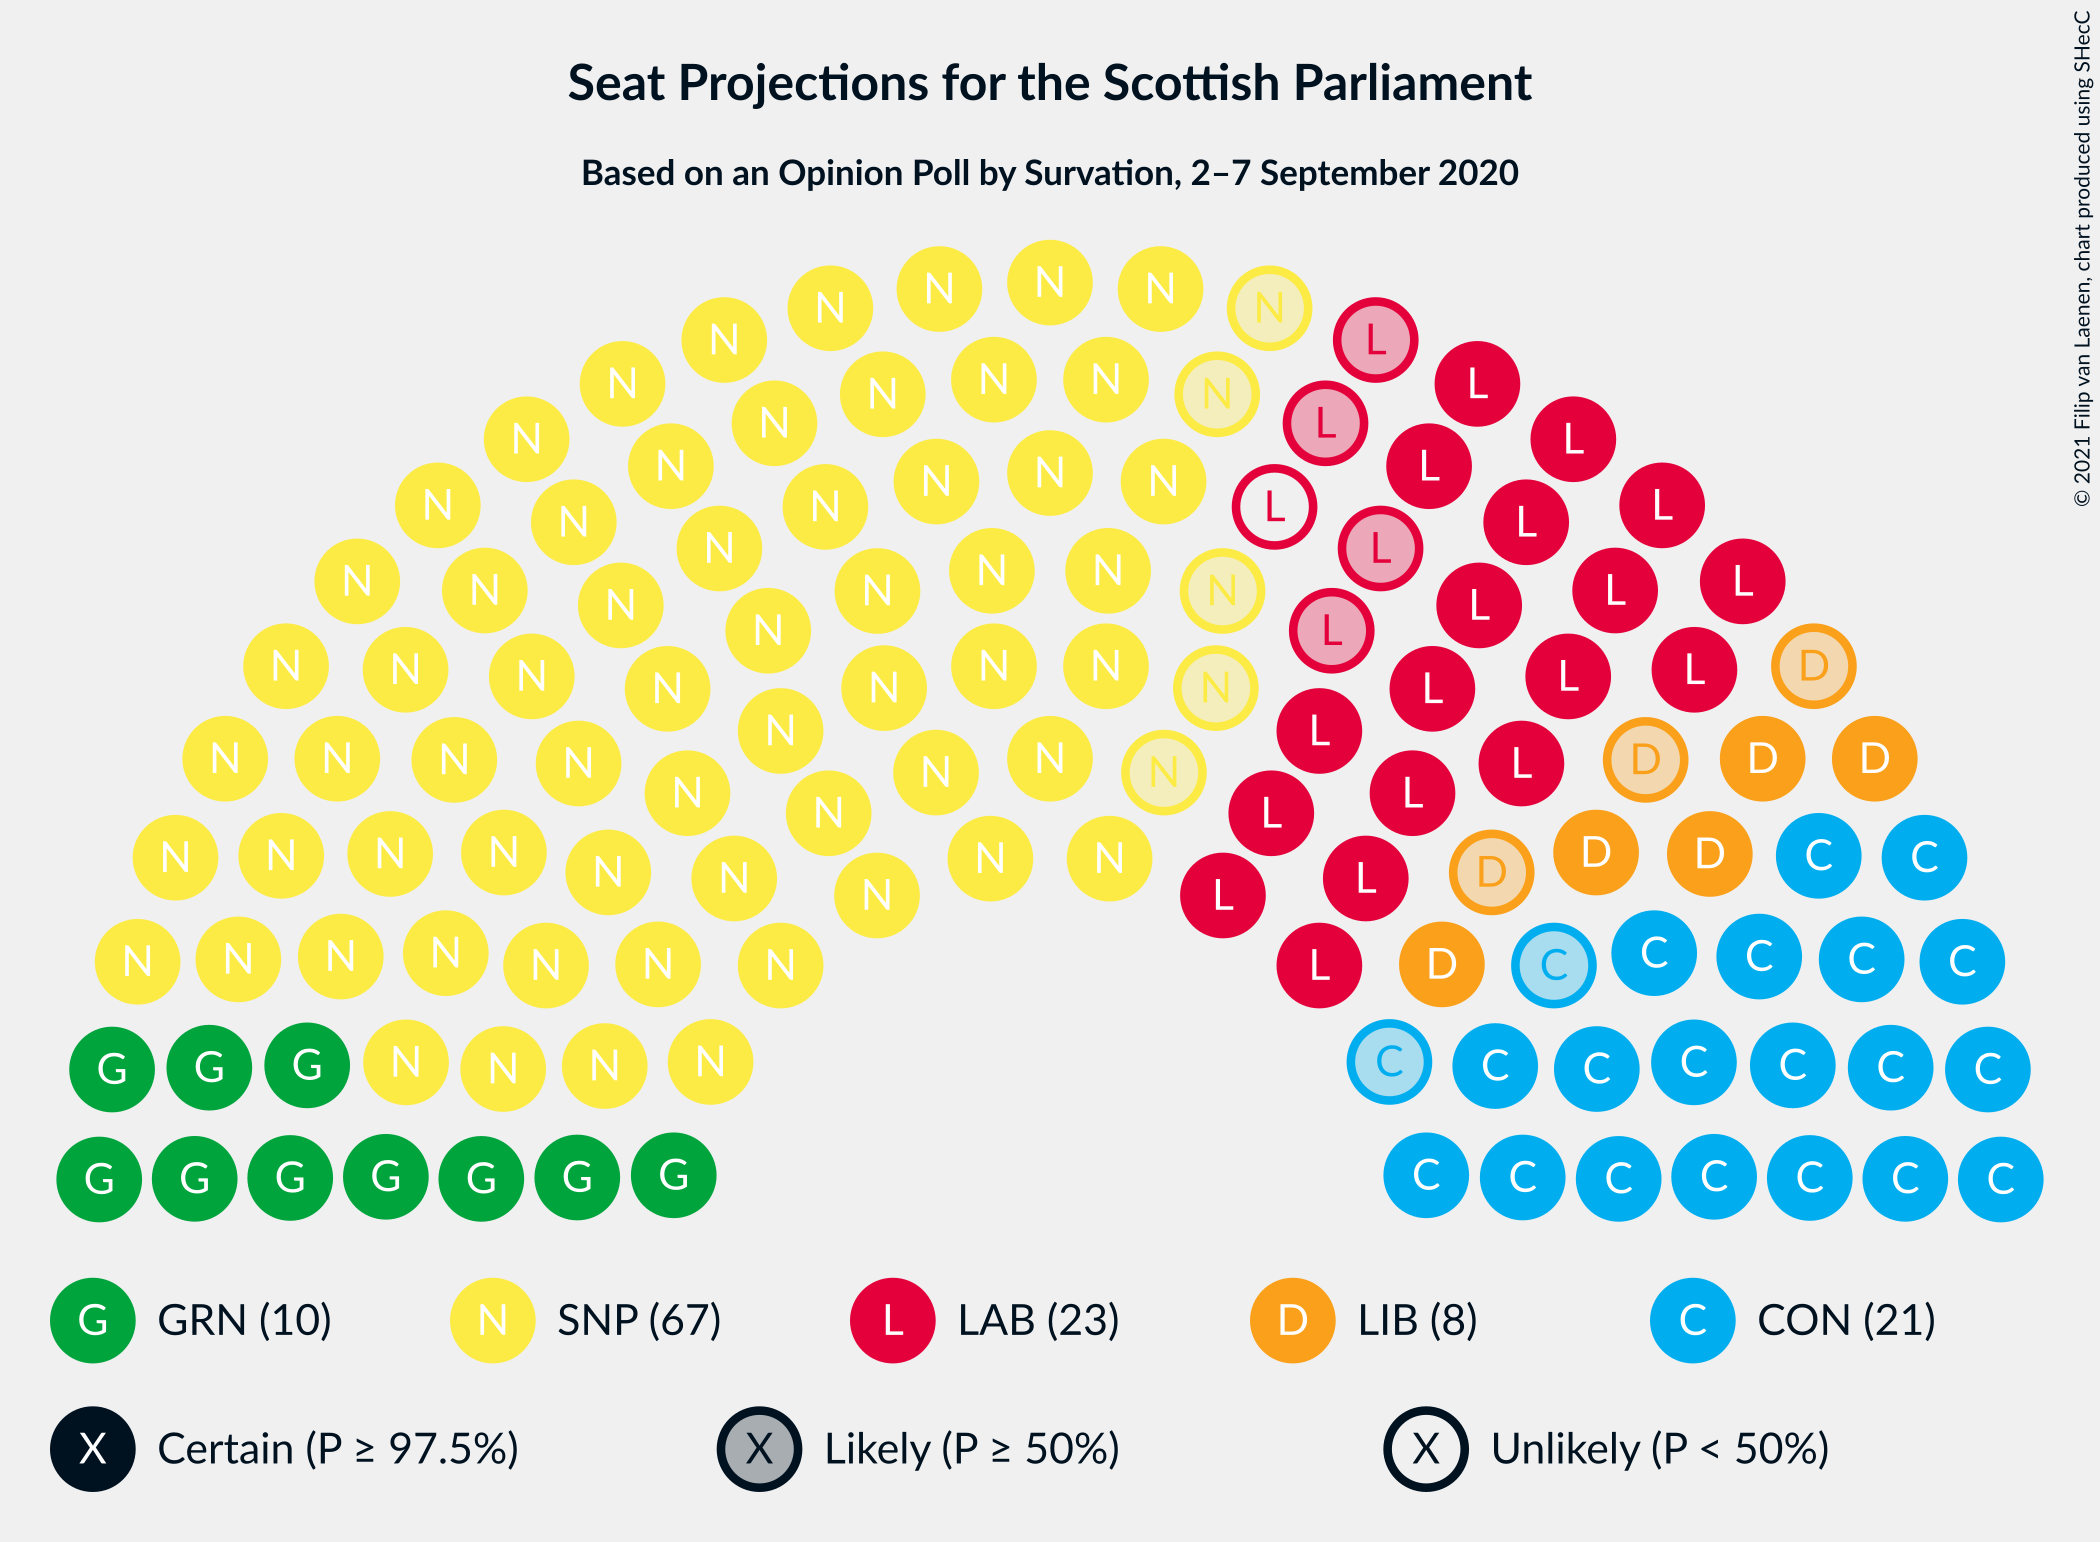 Seat Projections for the Scottish Parliament
Based on an Opinion Poll by Survation, 2–7 September 2020
© 2021 Filip van Laenen, chart produced using SHecC
N N N N N N L
N N N N N N L L
N N N N N L L L
N N N N L L L L
N N N N N L L L L
N N N N N N L L L L
N N N N N N N N L L L L D
N N N N N N N N N L L L D D D
N N N N N N N N N N L L D D D C C
N N N N N N N L D C C C C C
G G G N N N N C C C C C C C
G G G G G G G C C C C C C C
G GRN (10) N SNP (67) L LAB (23) D LIB (8) C CON (21)
X Certain (P ≥ 97.5%) X Likely (P ≥ 50%) X Unlikely (P < 50%)